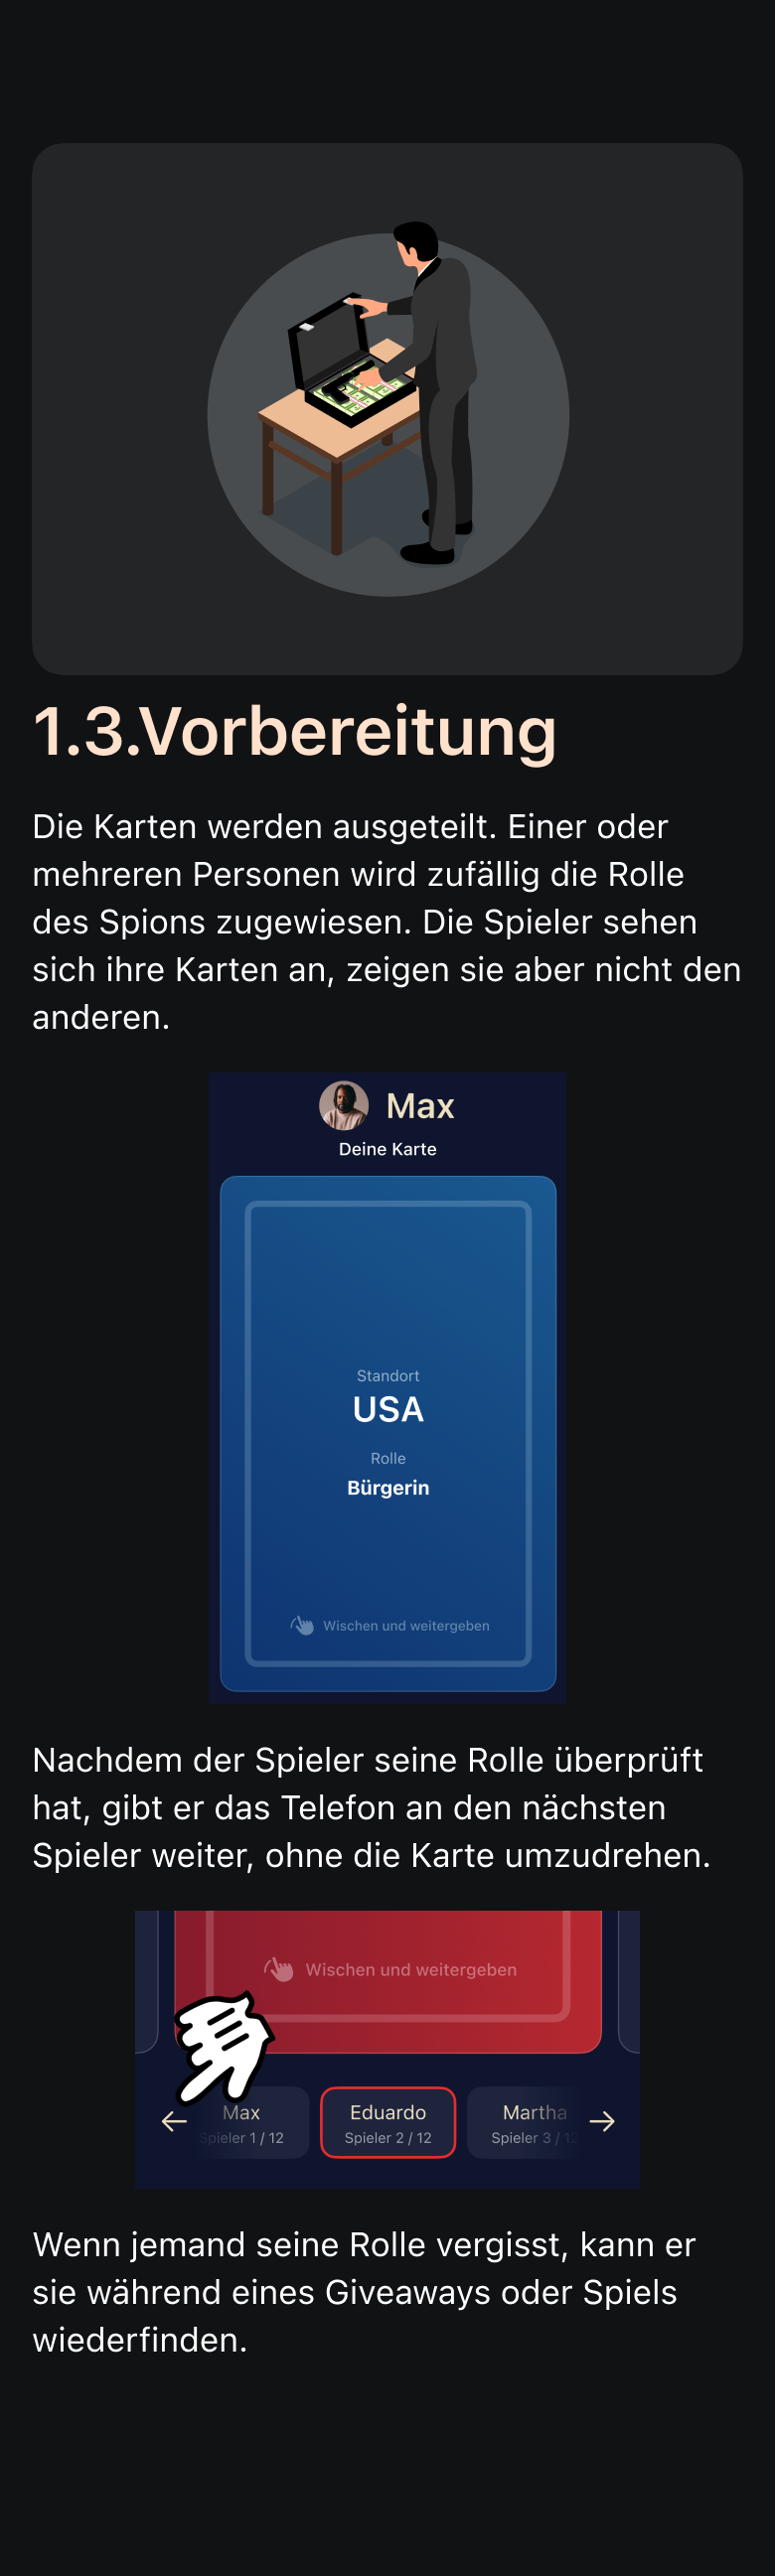 1.3.Vorbereitung
Die Karten werden ausgeteilt. Einer oder
mehreren Personen wird zufällig die Rolle
des Spions zugewiesen. Die Spieler sehen
sich ihre Karten an, zeigen sie aber nicht den
anderen.
Max
Deine Karte
Standort
USA
Rolle
Bürgerin
Wischen und weitergeben
Nachdem der Spieler seine Rolle überprüft
hat, gibt er das Telefon an den nächsten
Spieler weiter, ohne die Karte umzudrehen.
Wischen und weitergeben
Max
Spieler 1 / 12
Eduardo
Spieler 2 / 12
Martha
Spieler 3 / 12
Wenn jemand seine Rolle vergisst, kann er
sie während eines Giveaways oder Spiels
wiederfinden.